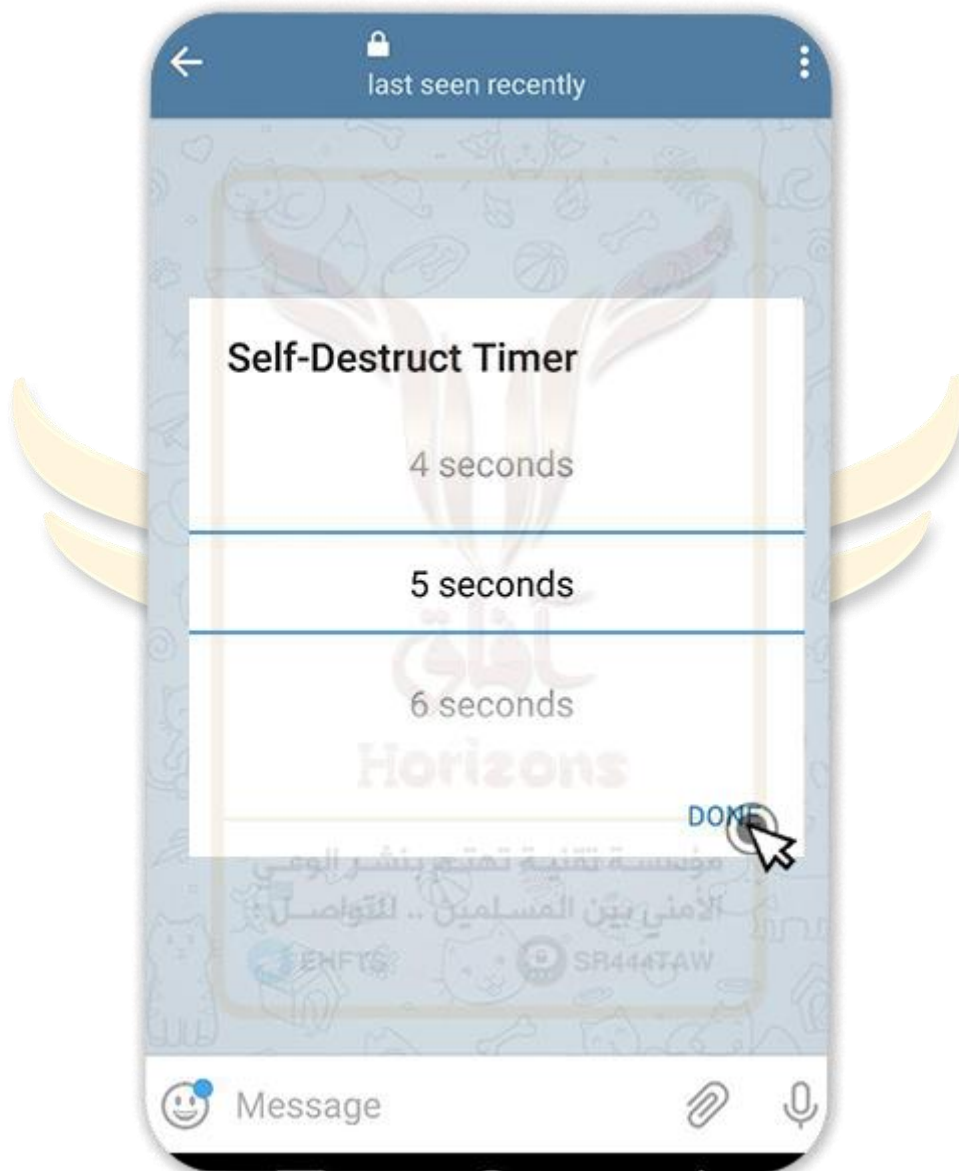 last seen recently
Self-Destruct Timer
4 seconds
5 seconds
آفاق
6 seconds
Horizons
DONE
مؤسسة تقنية تهتم بنشر الوعي
الأمني بين المسلمين .. للتواصل :
EHFTS SR444TAW
Message